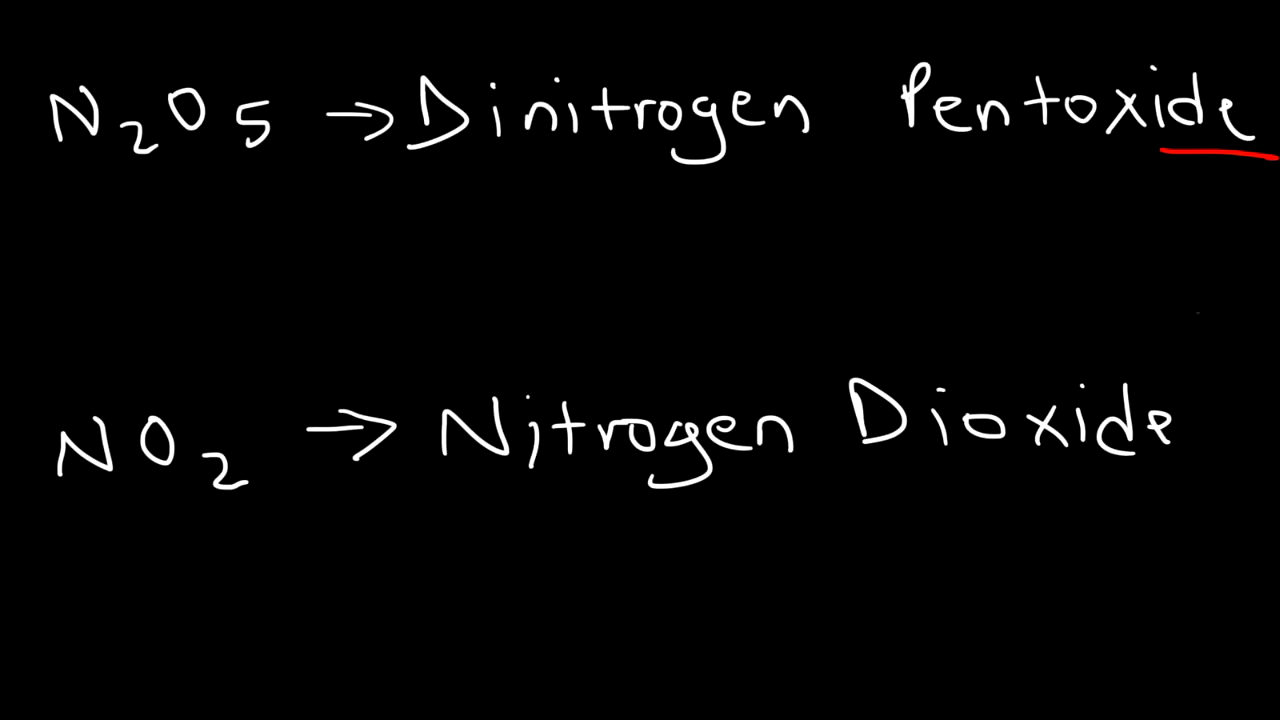 N₂O₅ → Dinitrogen Pentoxide
NO₂ → Nitrogen Dioxide